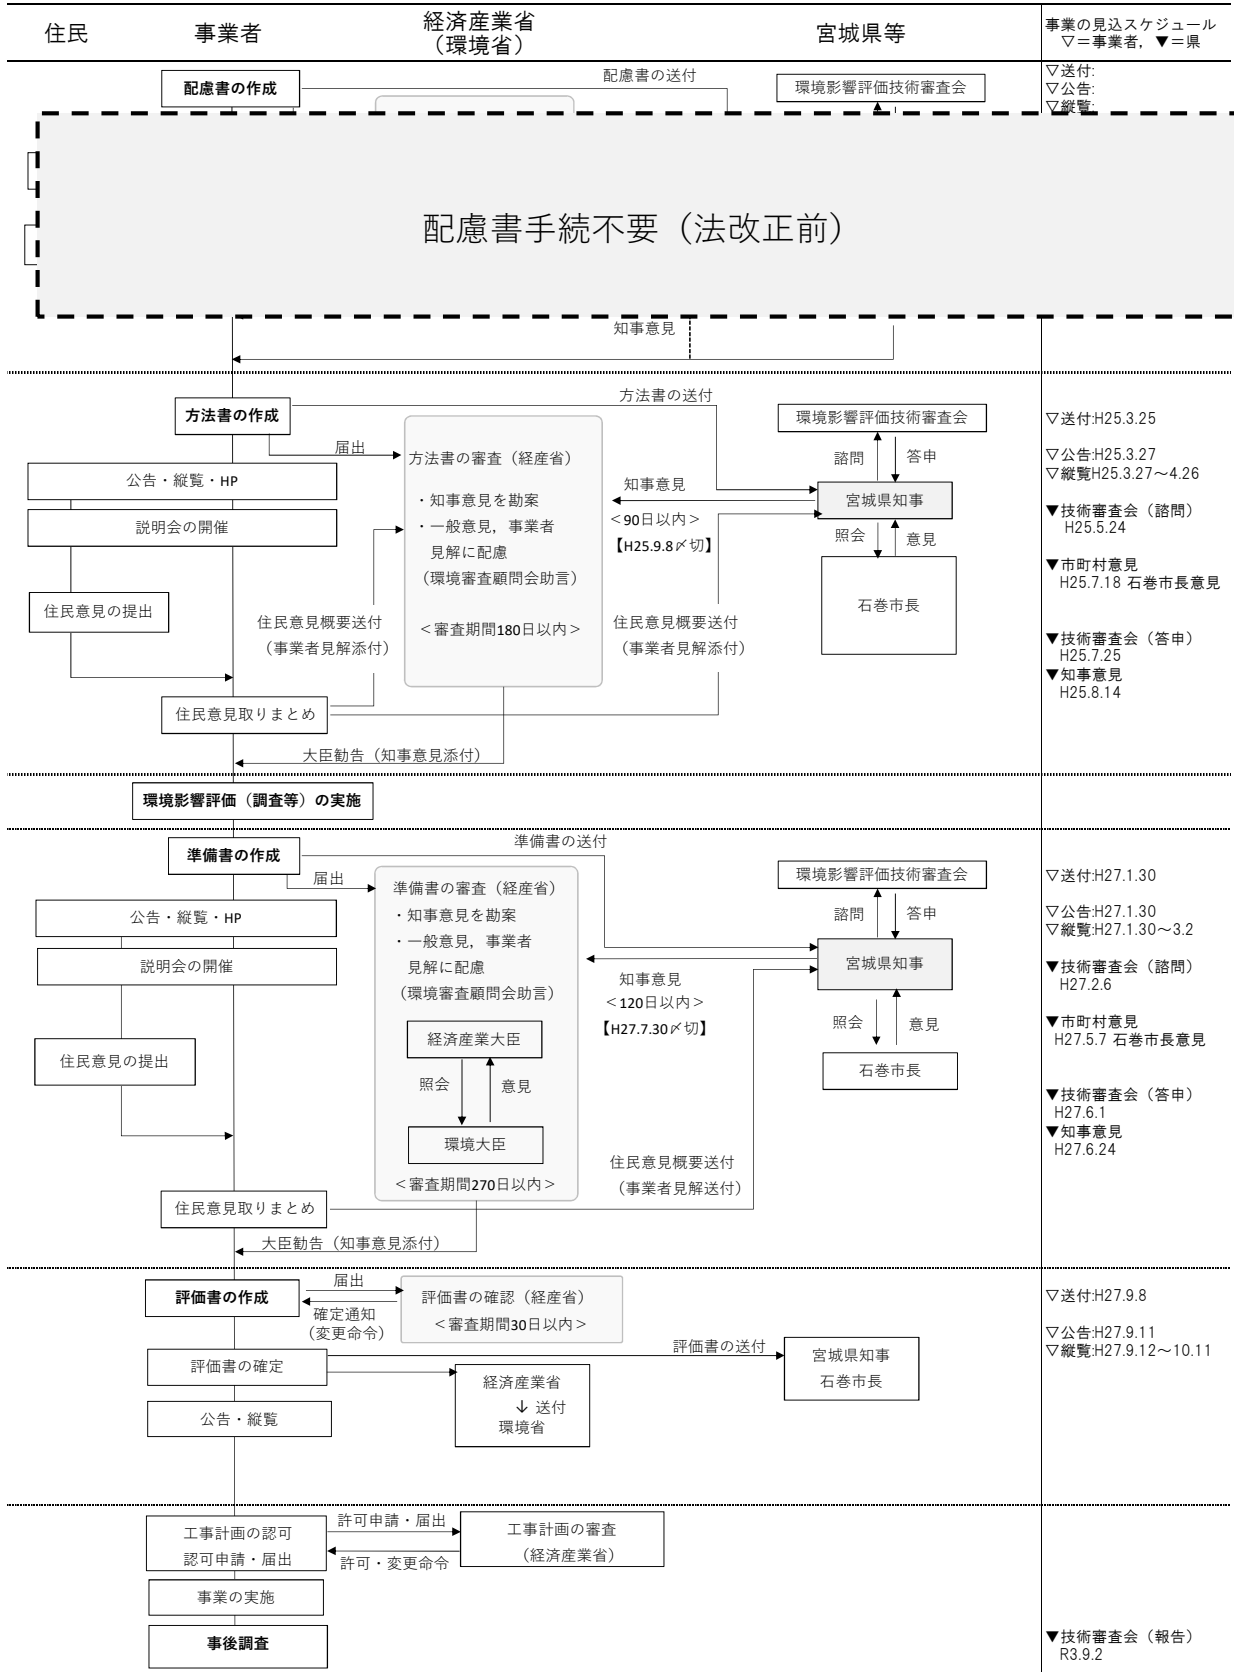 住民
事業者
経済産業省
（環境省）
宮城県等
事業の見込スケジュール
▽＝事業者，▼＝県
配慮書の作成
配慮書の送付
環境影響評価技術審査会
▽送付:
▽公告:
▽縦覧:
配慮書手続不要（法改正前）
知事意見
方法書の作成
方法書の送付
環境影響評価技術審査会
▽送付:H25.3.25
届出
方法書の審査（経産省）
諮問
答申
▽公告:H25.3.27
▽縦覧H25.3.27～4.26
公告・縦覧・HP
・知事意見を勘案
知事意見
宮城県知事
・一般意見，事業者
見解に配慮
＜90日以内＞
▼技術審査会（諮問）
H25.5.24
説明会の開催
【H25.9.8〆切】
照会
意見
（環境審査顧問会助言）
▼市町村意見
H25.7.18 石巻市長意見
住民意見の提出
石巻市長
住民意見概要送付
（事業者見解添付）
＜審査期間180日以内＞
住民意見概要送付
（事業者見解添付）
▼技術審査会（答申）
H25.7.25
▼知事意見
H25.8.14
住民意見取りまとめ
大臣勧告（知事意見添付）
環境影響評価（調査等）の実施
準備書の作成
準備書の送付
環境影響評価技術審査会
▽送付:H27.1.30
届出
準備書の審査（経産省）
諮問
答申
▽公告:H27.1.30
▽縦覧:H27.1.30～3.2
公告・縦覧・HP
・知事意見を勘案
・一般意見，事業者
見解に配慮
宮城県知事
説明会の開催
知事意見
＜120日以内＞
▼技術審査会（諮問）
H27.2.6
（環境審査顧問会助言）
【H27.7.30〆切】
照会
意見
▼市町村意見
H27.5.7 石巻市長意見
経済産業大臣
住民意見の提出
石巻市長
照会
意見
▼技術審査会（答申）
H27.6.1
▼知事意見
H27.6.24
環境大臣
住民意見概要送付
（事業者見解送付）
＜審査期間270日以内＞
住民意見取りまとめ
大臣勧告（知事意見添付）
評価書の作成
届出
評価書の確認（経産省）
▽送付:H27.9.8
確定通知
（変更命令）
＜審査期間30日以内＞
▽公告:H27.9.11
▽縦覧:H27.9.12～10.11
評価書の確定
評価書の送付
宮城県知事
石巻市長
経済産業省
↓ 送付
環境省
公告・縦覧
工事計画の認可
認可申請・届出
許可申請・届出
工事計画の審査
（経済産業省）
許可・変更命令
事業の実施
事後調査
▼技術審査会（報告）
R3.9.2